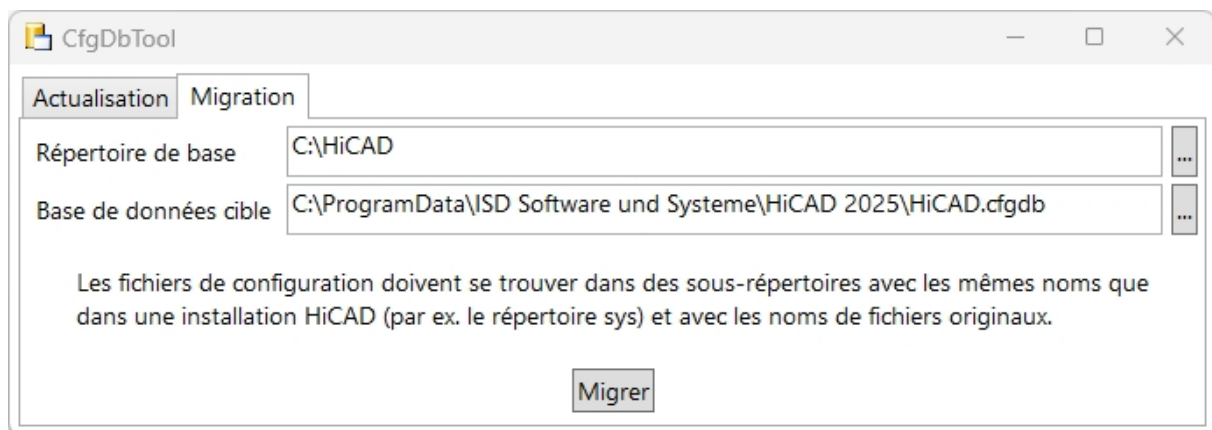 CfgDbTool
Actualisation Migration
Répertoire de base C:\HiCAD ...
Base de données cible C:\ProgramData\ISD Software und Systeme\HiCAD 2025\HiCAD.cfgdb ...
Les fichiers de configuration doivent se trouver dans des sous-répertoires avec les mêmes noms que
dans une installation HiCAD (par ex. le répertoire sys) et avec les noms de fichiers originaux.
Migrer